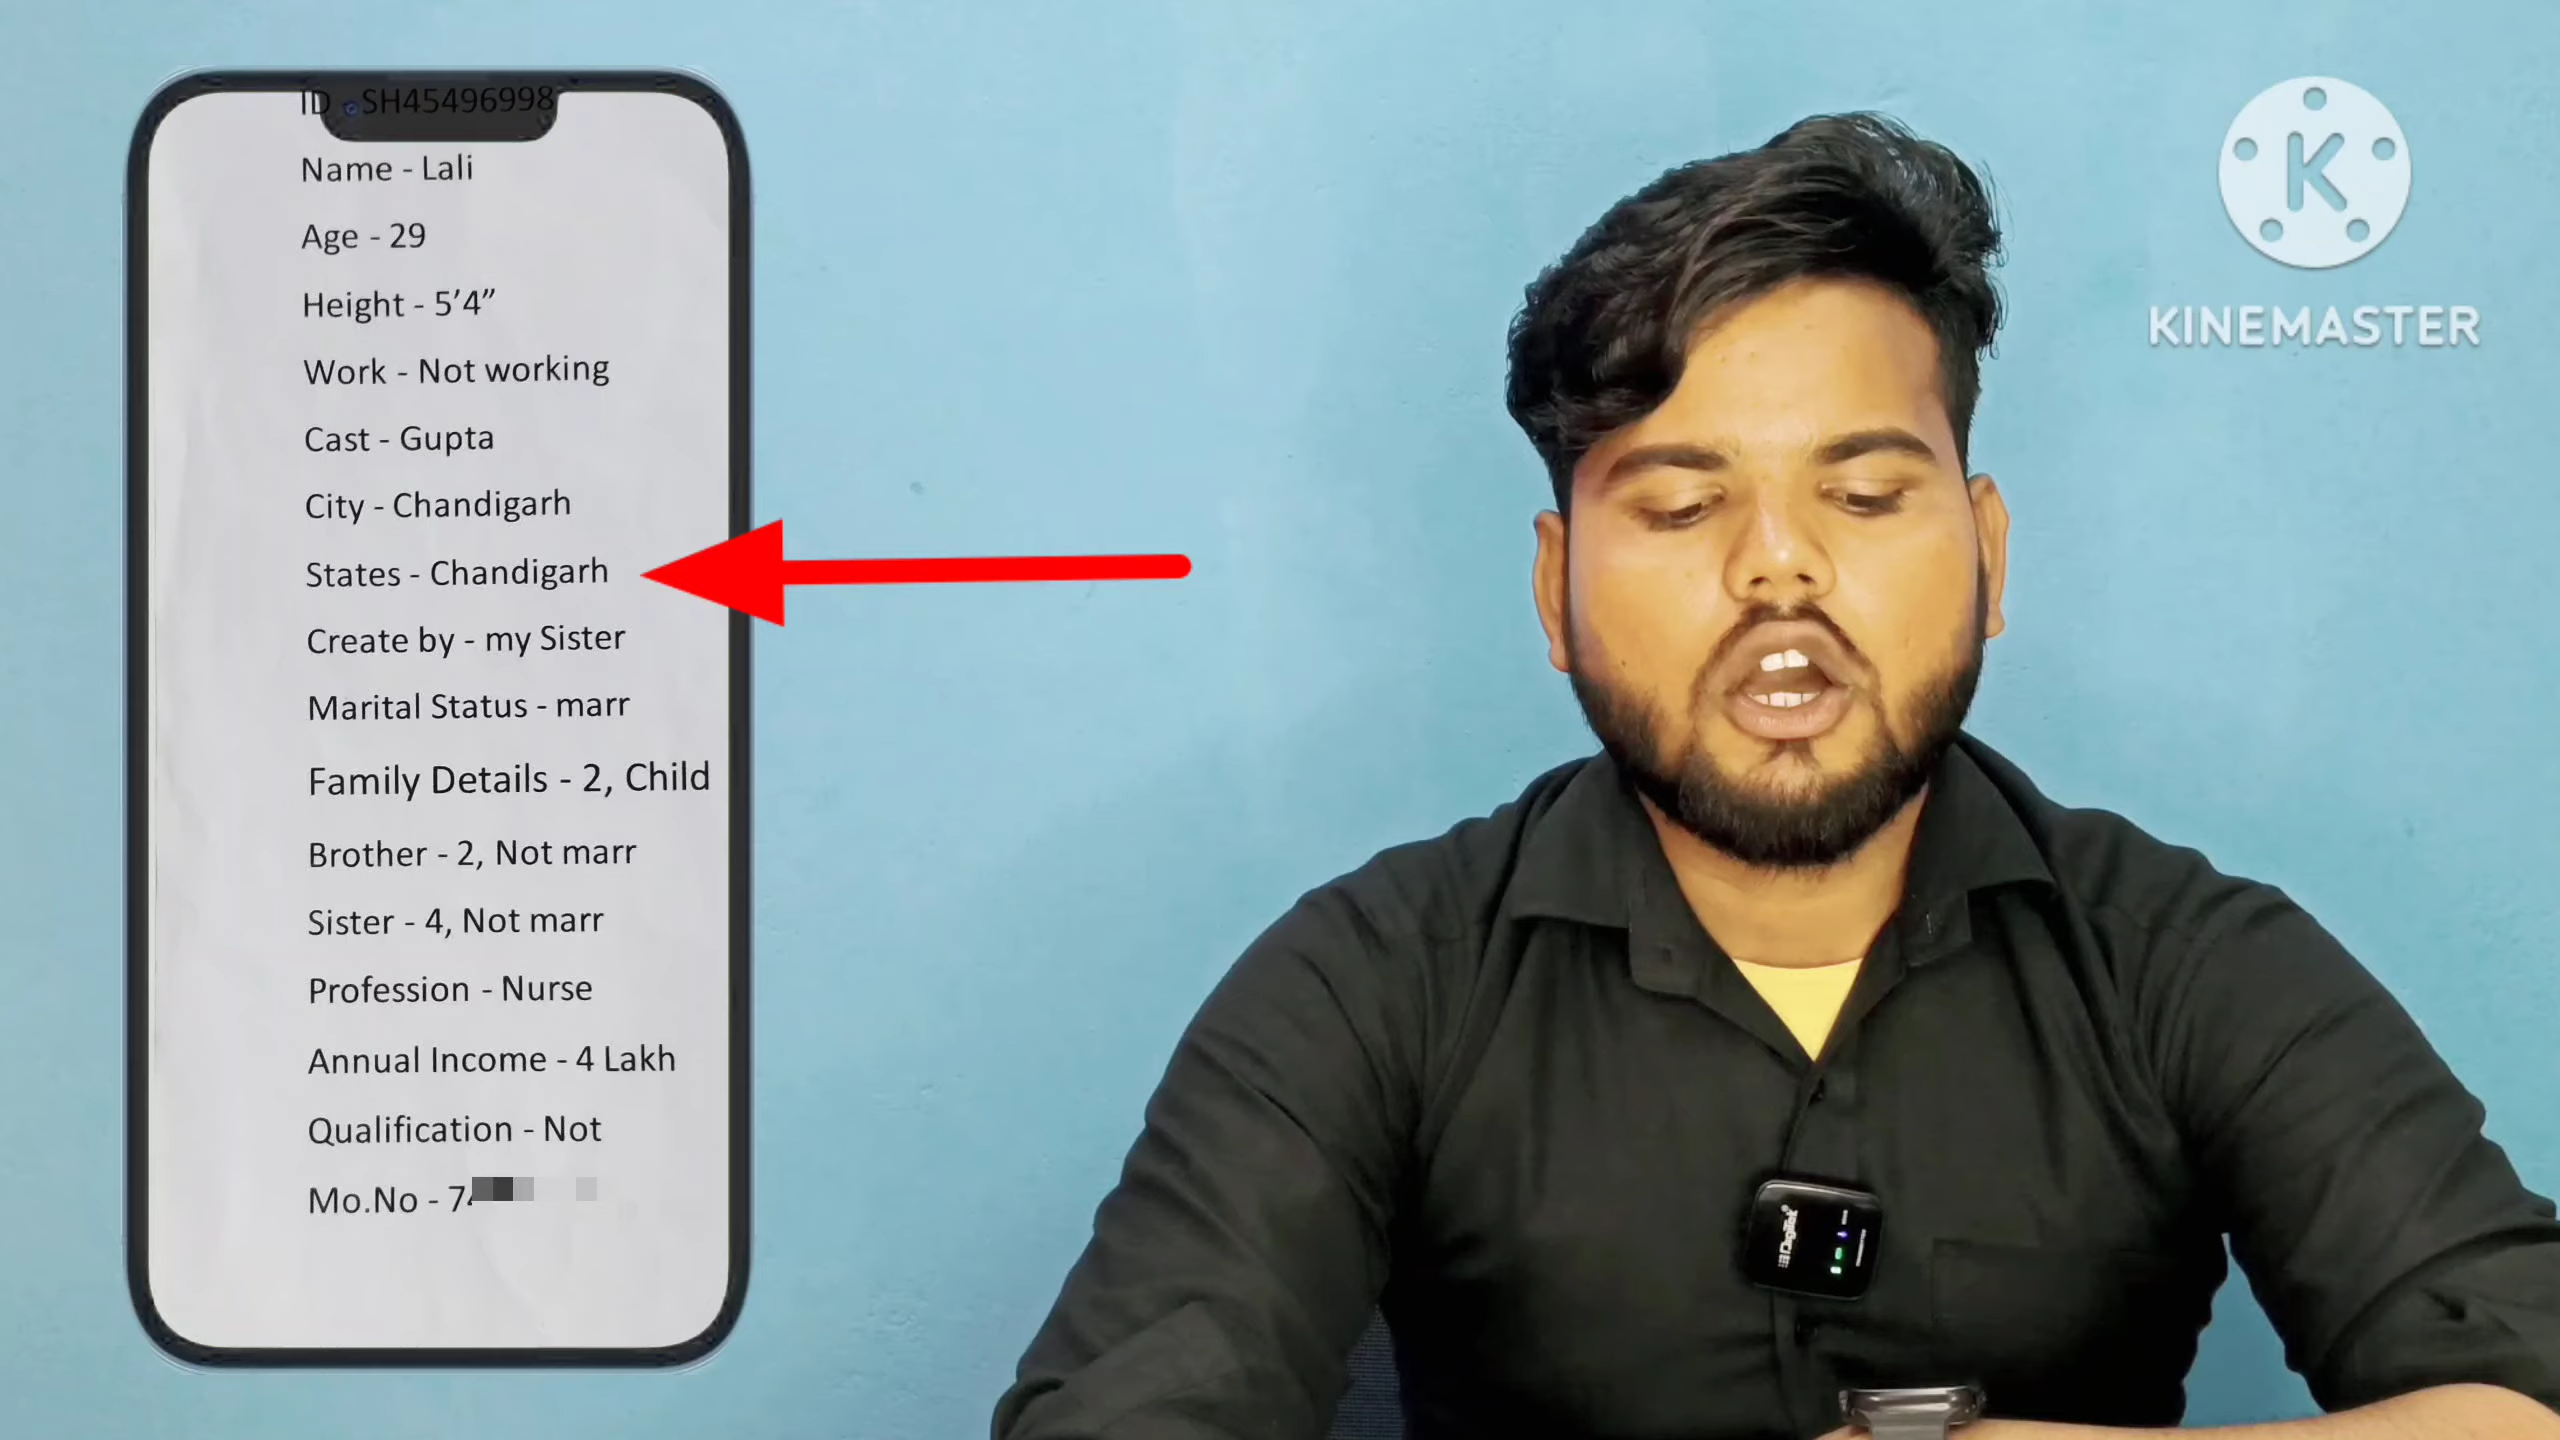 ID - SH45496998
Name - Lali
Age - 29
Height - 5’4”
Work - Not working
Cast - Gupta
City - Chandigarh
States - Chandigarh
Create by - my Sister
Marital Status - marr
Family Details - 2, Child
Brother - 2, Not marr
Sister - 4, Not marr
Profession - Nurse
Annual Income - 4 Lakh
Qualification - Not
Mo.No - 74
K
KINEMASTER
DIGITEK